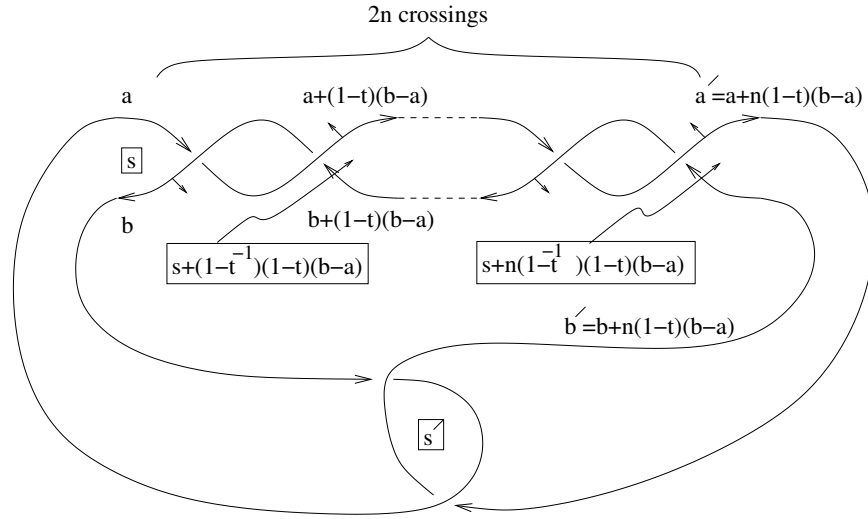 2n crossings
a
a+(1−t)(b−a)
a′=a+n(1−t)(b−a)
s
b
b+(1−t)(b−a)
s+(1−t⁻¹)(1−t)(b−a)
s+n(1−t⁻¹)(1−t)(b−a)
b′=b+n(1−t)(b−a)
s′